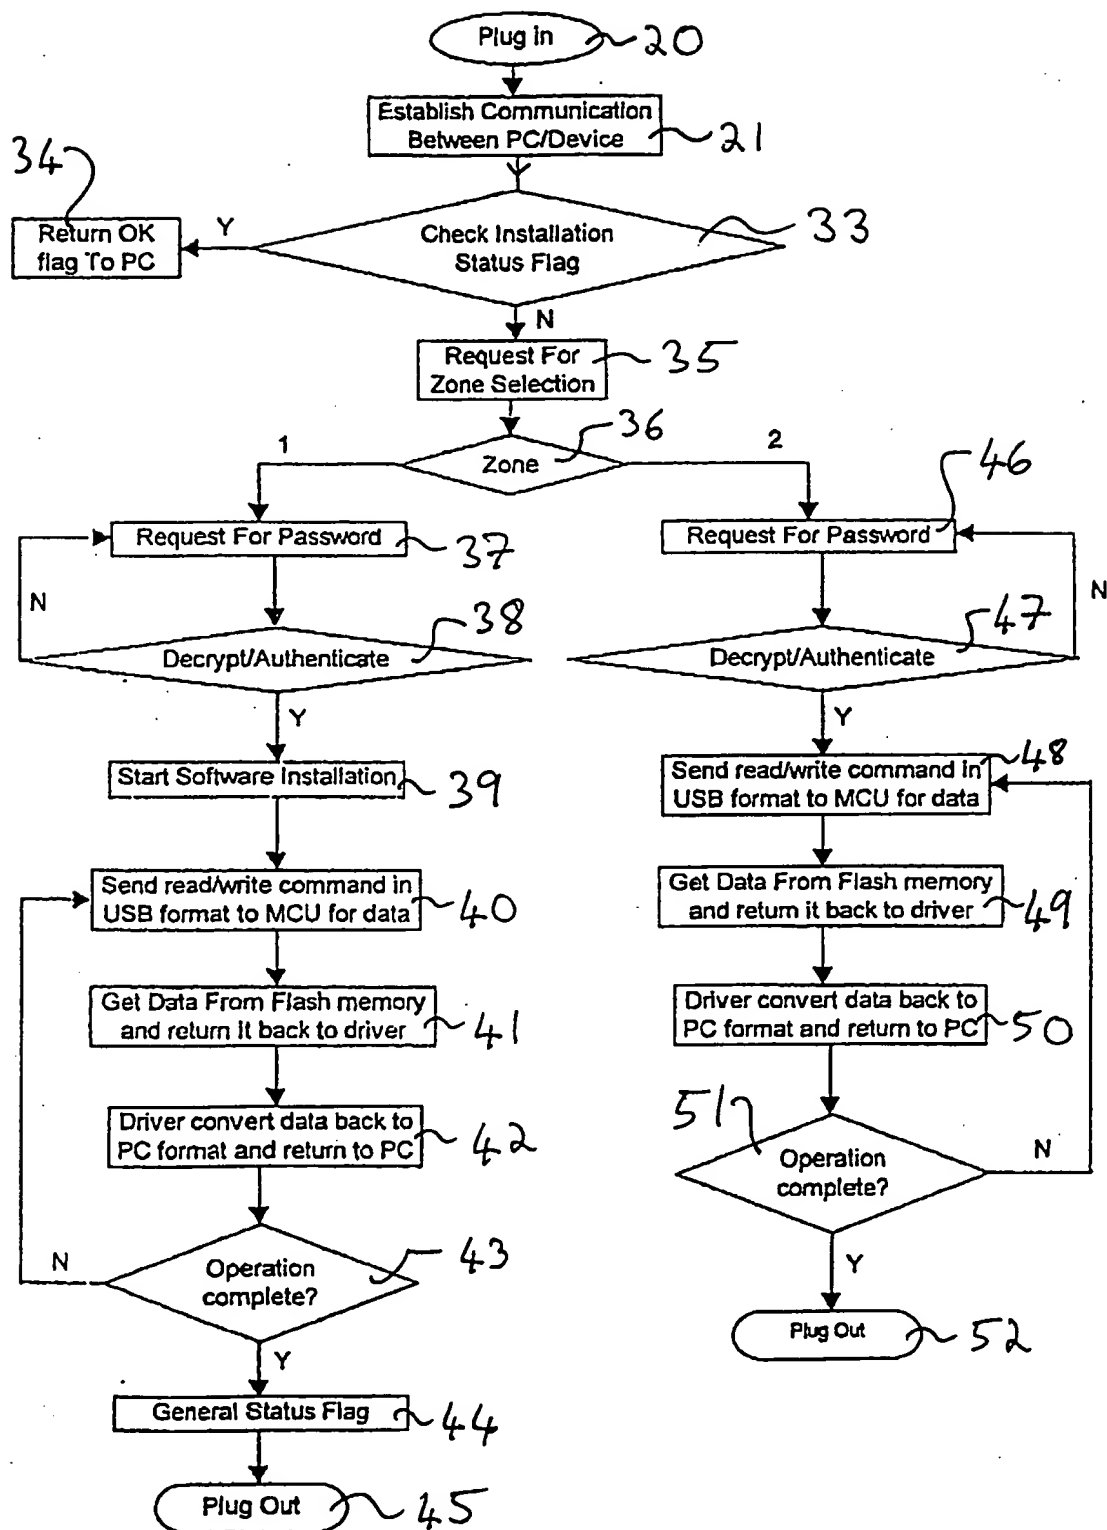 Plug in
20
Establish Communication
Between PC/Device
21
34
Return OK
flag To PC
Y
Check Installation
Status Flag
33
N
Request For
Zone Selection
35
1
Zone
36
2
46
Request For Password
37
Request For Password
N
N
Decrypt/Authenticate
38
Decrypt/Authenticate
47
Y
Y
Start Software Installation
39
Send read/write command in
USB format to MCU for data
48
Send read/write command in
USB format to MCU for data
40
Get Data From Flash memory
and return it back to driver
49
Get Data From Flash memory
and return it back to driver
41
Driver convert data back to
PC format and return to PC
50
Driver convert data back to
PC format and return to PC
42
51
Operation
complete?
N
N
Operation
complete?
43
Y
Plug Out
52
Y
General Status Flag
44
Plug Out
45